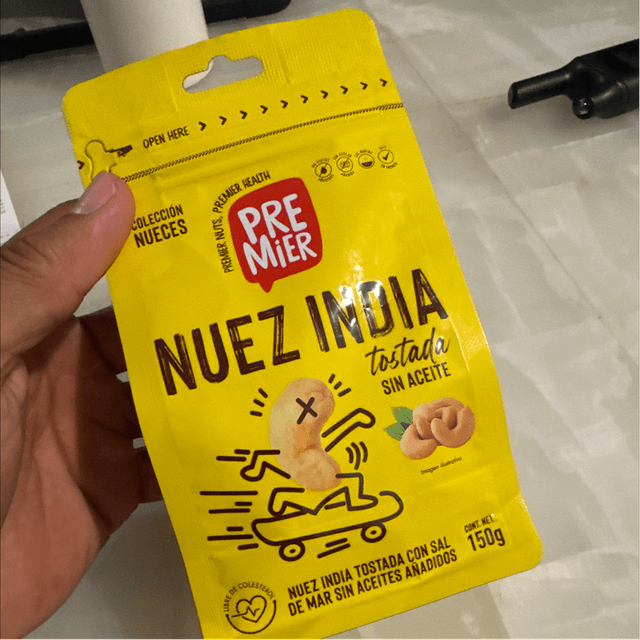 OPEN HERE
COLECCIÓN
NUECES
PREMIER NUTS, PREMIER HEALTH
PRE
MiER
NUEZ INDIA
tostada
SIN ACEITE
Imagen ilustrativa
CONT. NET.
150g
LIBRE DE COLESTEROL
NUEZ INDIA TOSTADA CON SAL
DE MAR SIN ACEITES AÑADIDOS